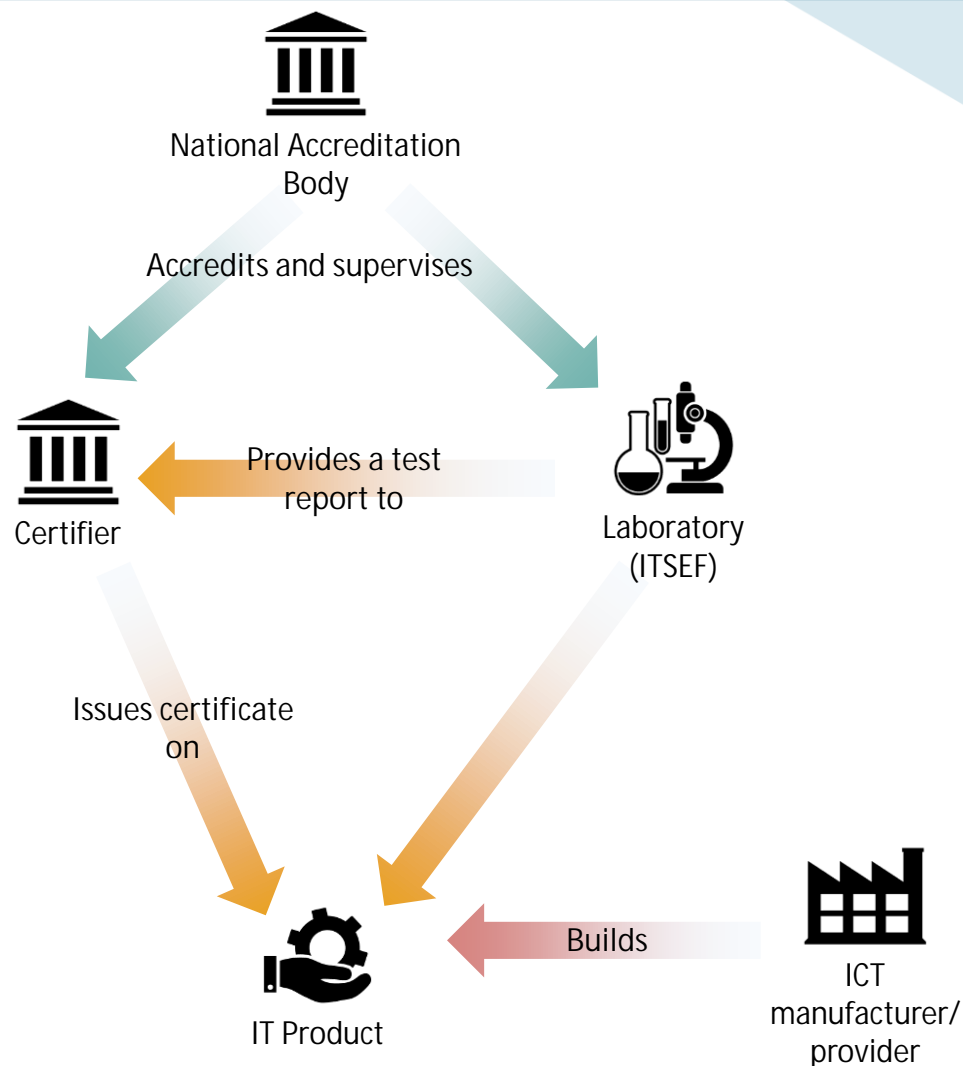 National Accreditation
Body
Accredits and supervises
Provides a test
report to
Certifier
Laboratory
(ITSEF)
Issues certificate
on
Builds
IT Product
ICT
manufacturer/
provider